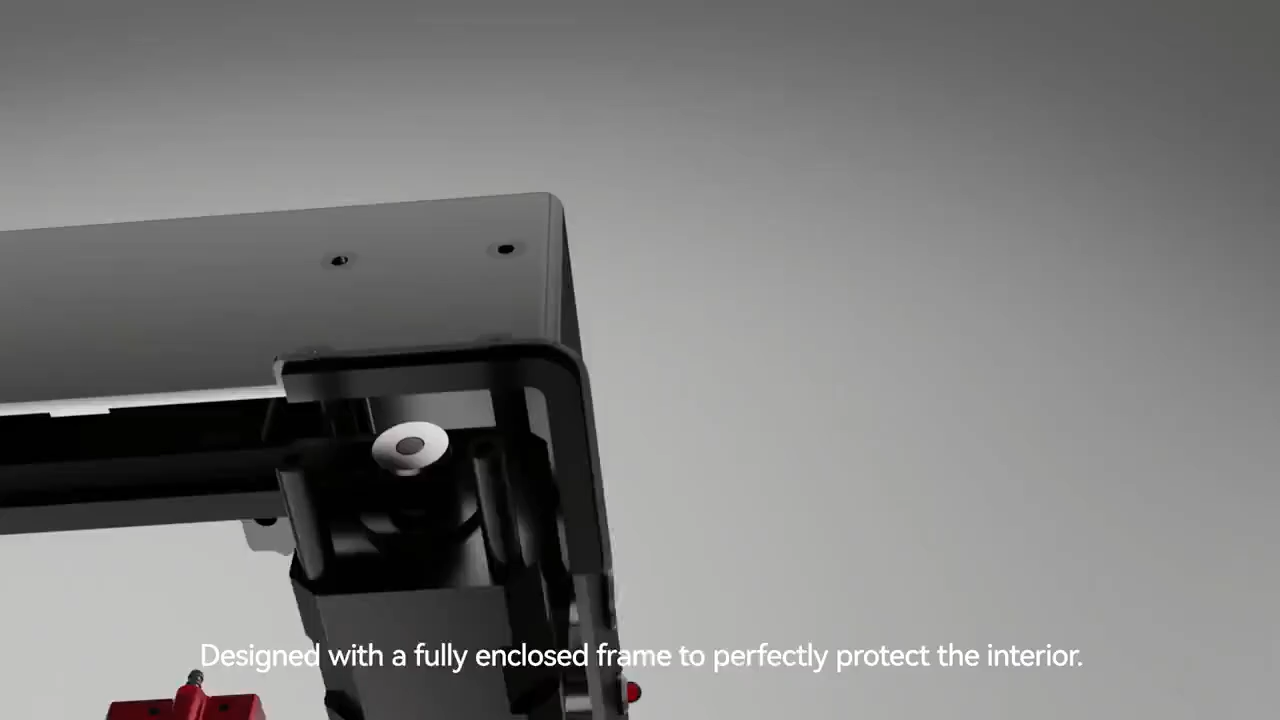 Designed with a fully enclosed frame to perfectly protect the interior.